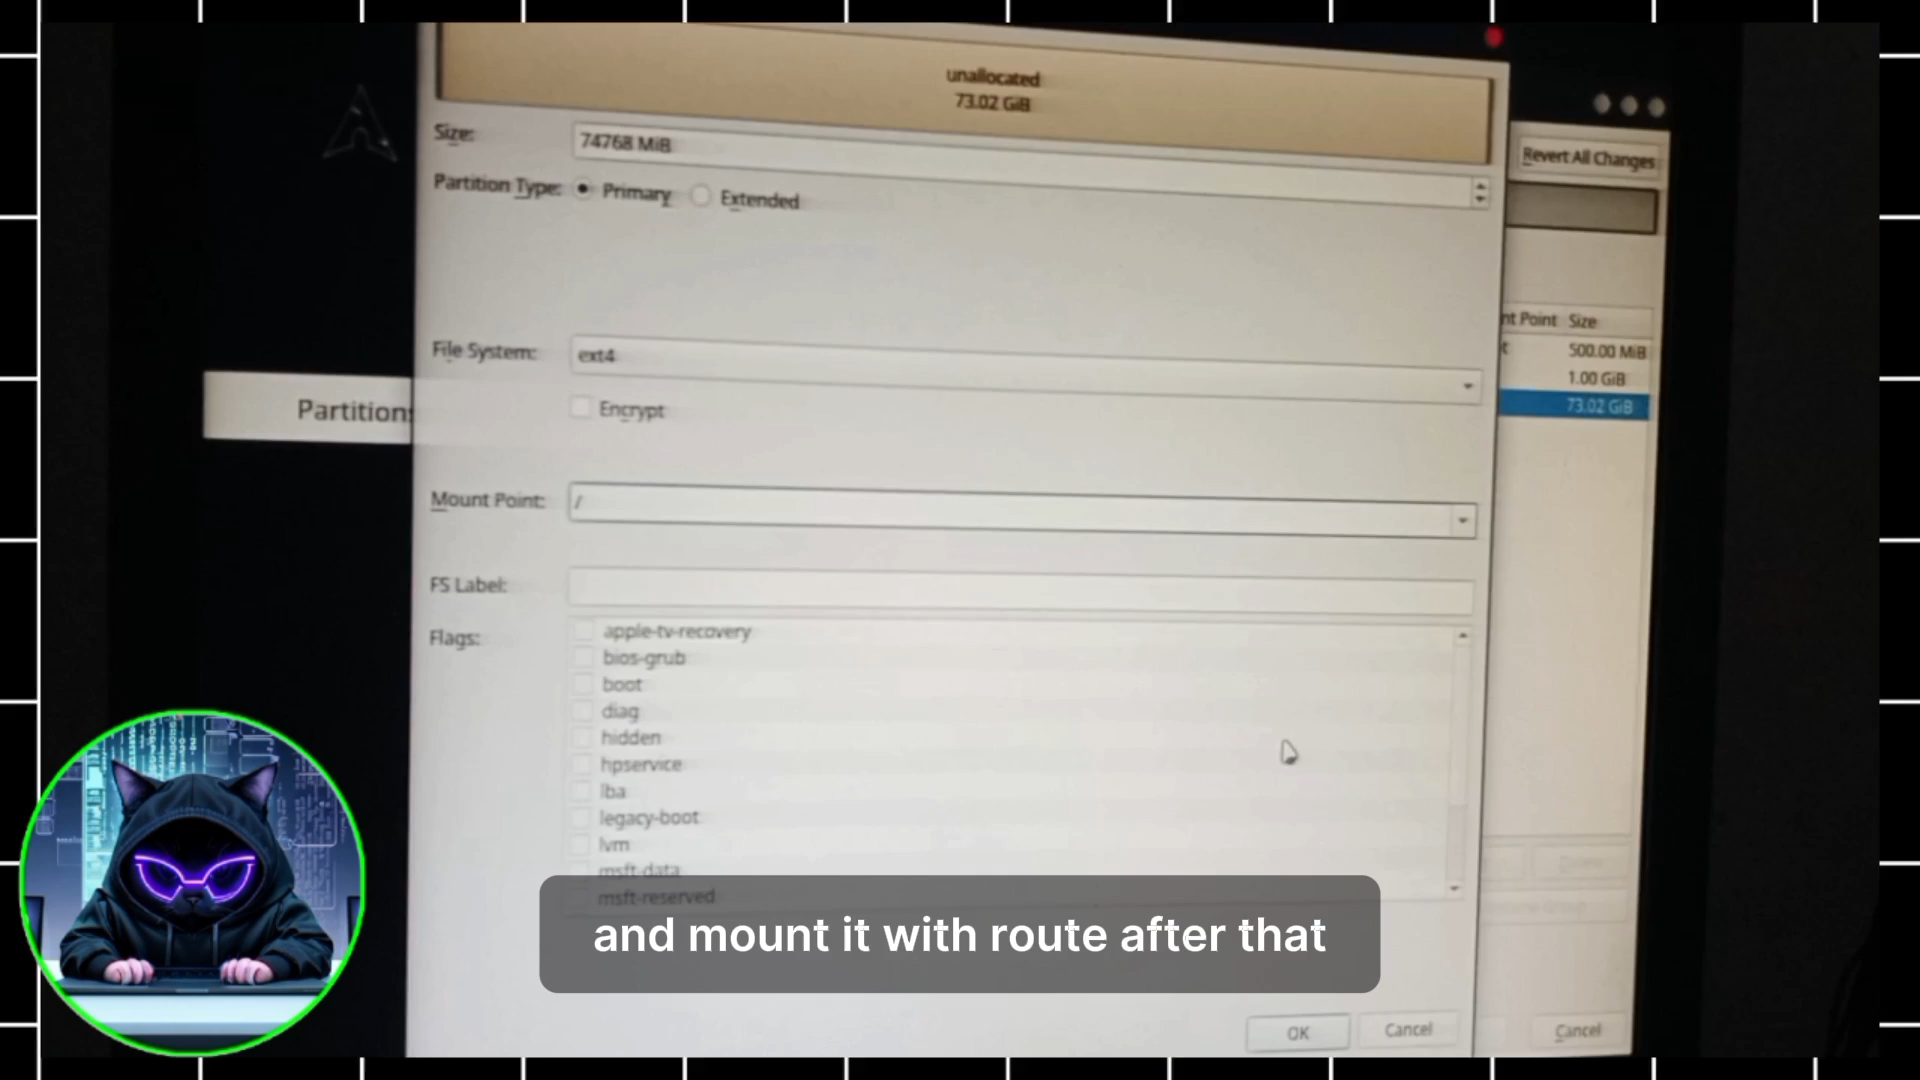 unallocated
73.02 GiB
Size:
74768 MiB
Partition Type:
Primary
Extended
Revert All Changes
File System:
ext4
Encrypt
nt Point
Size
500.00 MiB
1.00 GiB
73.02 GiB
Partition
Mount Point:
/
FS Label:
Flags:
apple-tv-recovery
bios-grub
boot
diag
hidden
hpservice
lba
legacy-boot
lvm
msft-data
msft-reserved
and mount it with route after that
OK
Cancel
Cancel